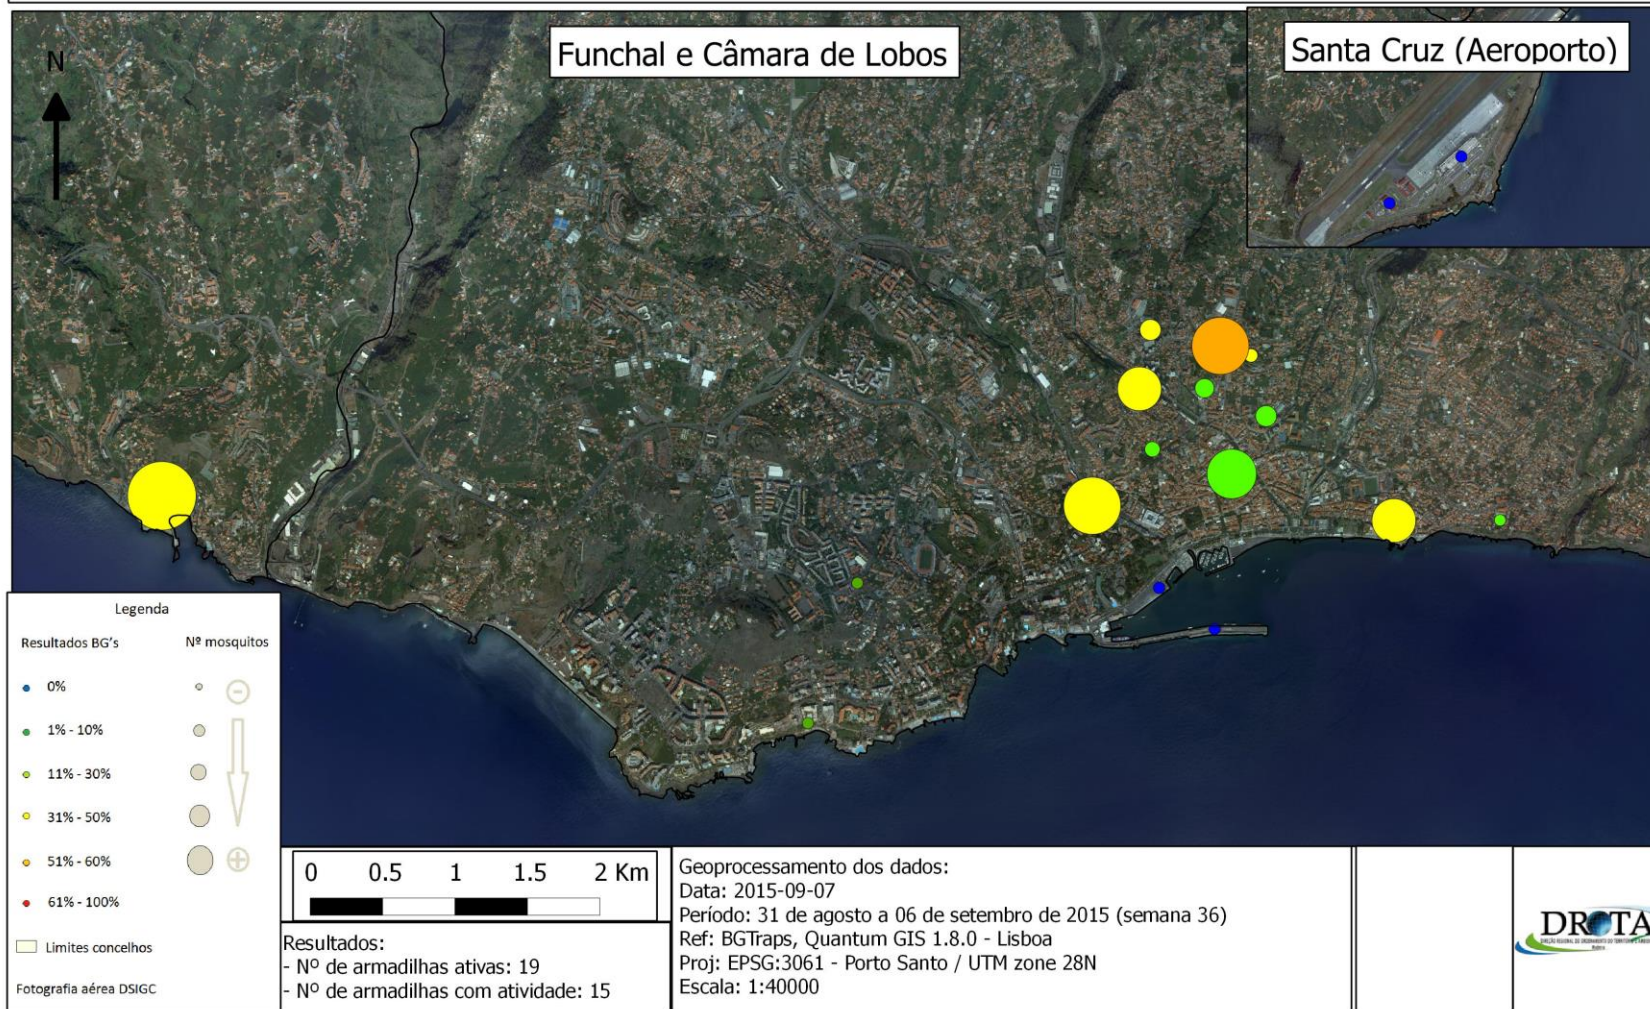 Funchal e Câmara de Lobos
Santa Cruz (Aeroporto)
N
Legenda
Resultados BG's
Nº mosquitos
0%
1% - 10%
11% - 30%
31% - 50%
51% - 60%
61% - 100%
Limites concelhos
Fotografia aérea DSIGC
0 0.5 1 1.5 2 Km
Resultados:
- Nº de armadilhas ativas: 19
- Nº de armadilhas com atividade: 15
Geoprocessamento dos dados:
Data: 2015-09-07
Período: 31 de agosto a 06 de setembro de 2015 (semana 36)
Ref: BGTraps, Quantum GIS 1.8.0 - Lisboa
Proj: EPSG:3061 - Porto Santo / UTM zone 28N
Escala: 1:40000
DROTA